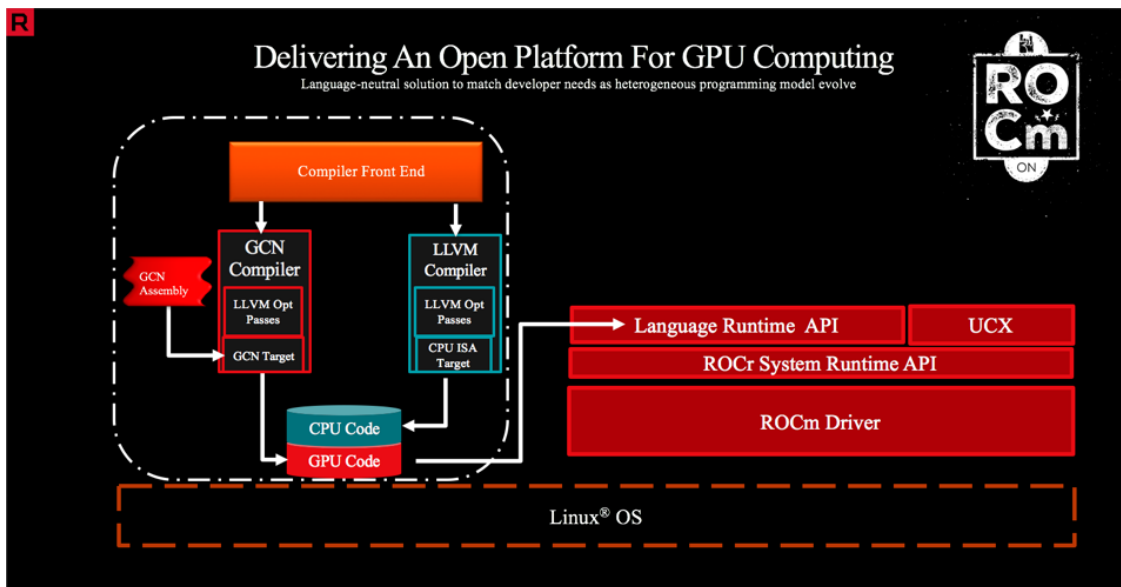 R
Delivering An Open Platform For GPU Computing
Language-neutral solution to match developer needs as heterogeneous programming model evolve
RO
Cm
ON
Compiler Front End
GCN
Compiler
LLVM Opt
Passes
GCN Target
GCN
Assembly
LLVM
Compiler
LLVM Opt
Passes
CPU ISA
Target
CPU Code
GPU Code
Language Runtime API
UCX
ROCr System Runtime API
ROCm Driver
Linux® OS